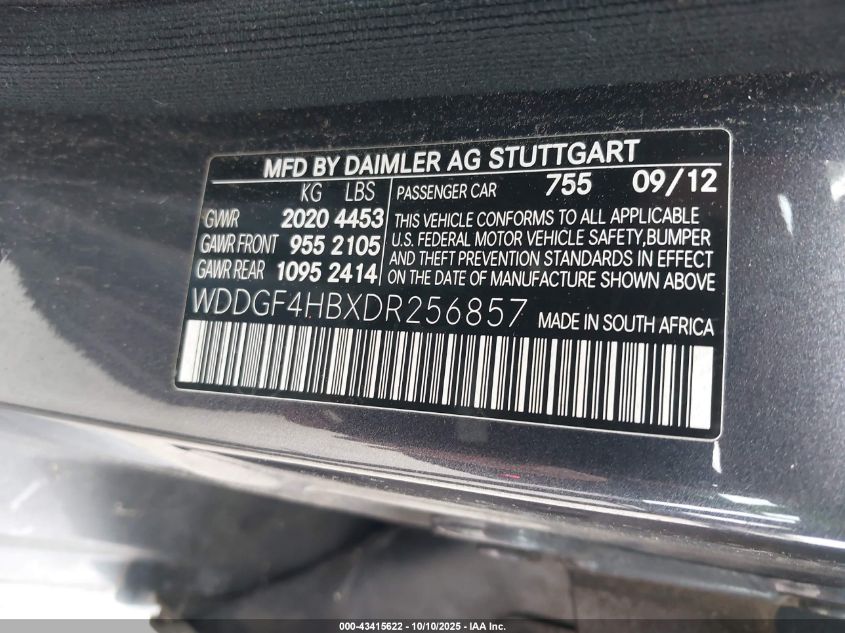 MFD BY DAIMLER AG STUTTGART
KG LBS
GVWR 2020 4453
GAWR FRONT 955 2105
GAWR REAR 1095 2414
PASSENGER CAR 755 09/12
THIS VEHICLE CONFORMS TO ALL APPLICABLE
U.S. FEDERAL MOTOR VEHICLE SAFETY,BUMPER
AND THEFT PREVENTION STANDARDS IN EFFECT
ON THE DATE OF MANUFACTURE SHOWN ABOVE
WDDGF4HBXDR256857 MADE IN SOUTH AFRICA
000-43415622 - 10/10/2025 - IAA Inc.